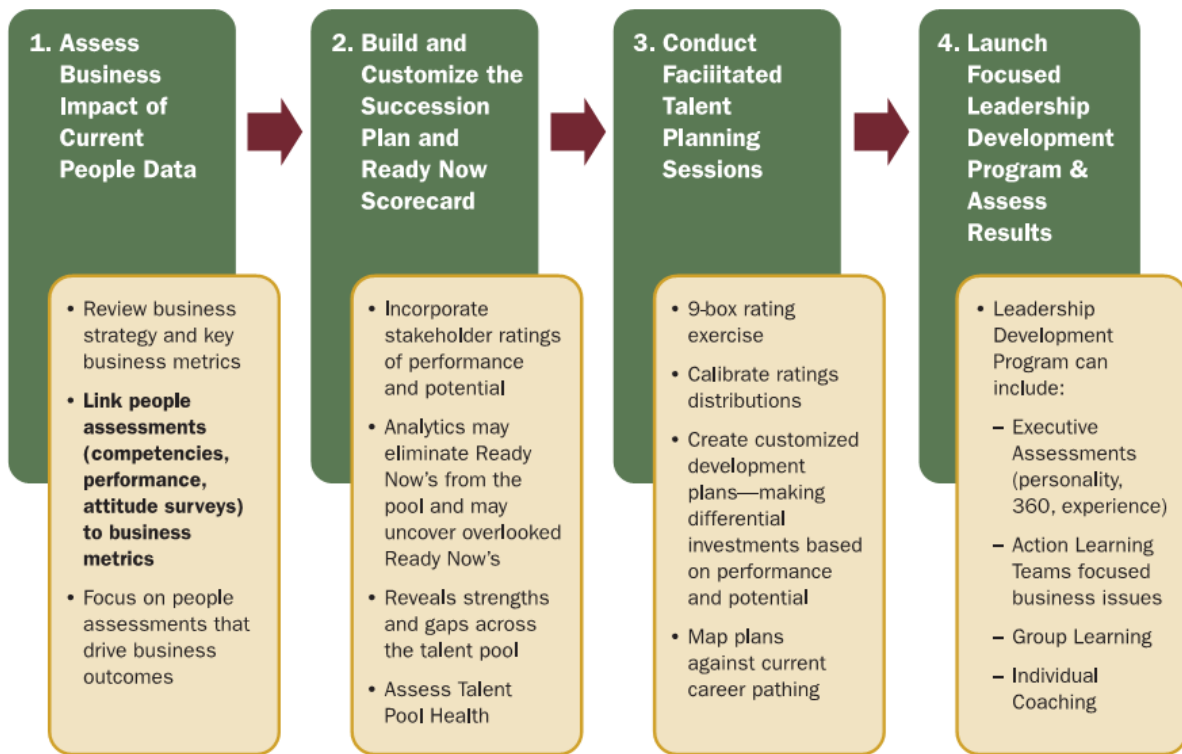 1. Assess
Business
Impact of
Current
People Data
2. Build and
Customize the
Succession
Plan and
Ready Now
Scorecard
3. Conduct
Faciiitated
Talent
Planning
Sessions
4. Launch
Focused
Leadership
Development
Program &
Assess
Results
• Review business
strategy and key
business metrics
• Link people
assessments
(competencies,
performance,
attitude surveys)
to business
metrics
• Focus on people
assessments that
drive business
outcomes
• Incorporate
stakeholder ratings
of performance
and potential
• Analytics may
eliminate Ready
Now's from the
pool and may
uncover overlooked
Ready Now's
• Reveals strengths
and gaps across
the talent pool
• Assess Talent
Pool Health
• 9-box rating
exercise
• Calibrate ratings
distributions
• Create customized
development
plans—making
differential
investments based
on performance
and potential
• Map plans
against current
career pathing
• Leadership
Development
Program can
include:
– Executive
Assessments
(personality,
360, experience)
– Action Learning
Teams focused
business issues
– Group Learning
– Individual
Coaching